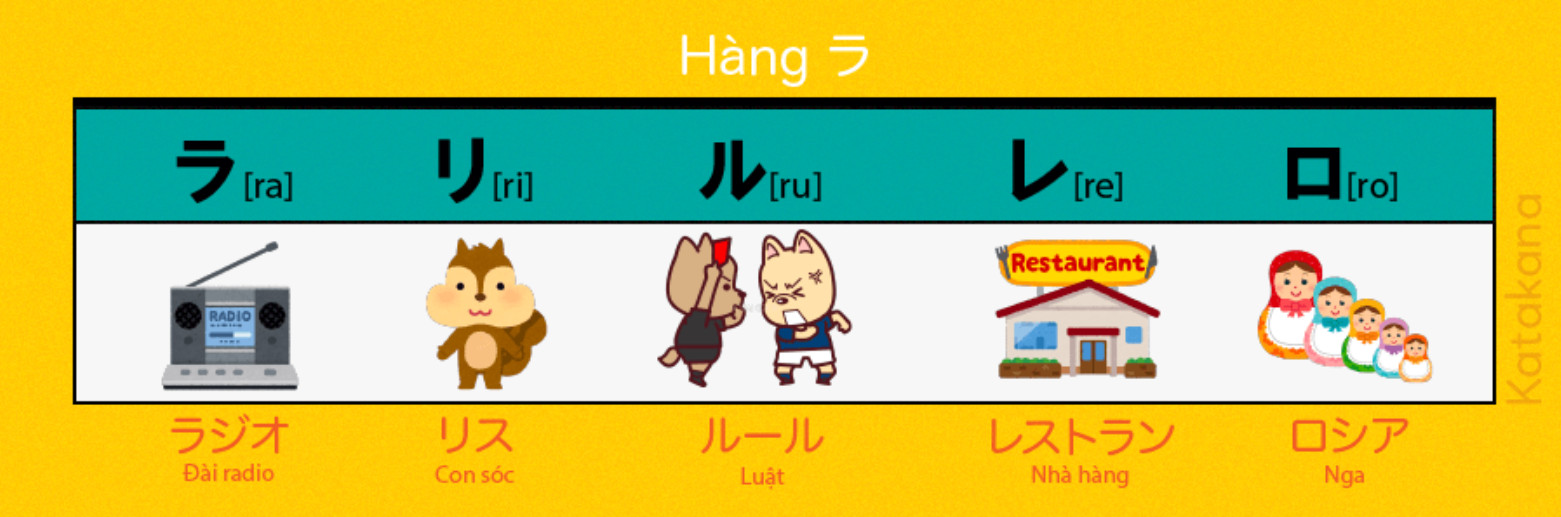 Hàng ラ
ラ[ra] リ[ri] ル[ru] レ[re] ロ[ro]
RADIO
Restaurant
ラジオ リス ルール レストラン ロシア
Đài radio Con sóc Luật Nhà hàng Nga
Katakana